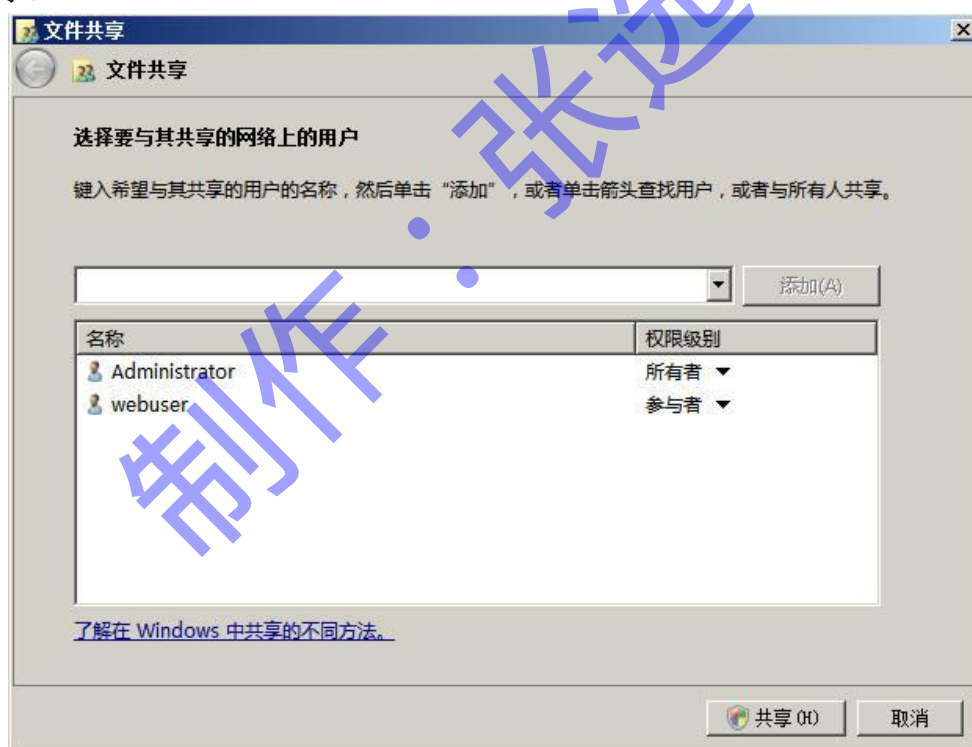 文件共享
文件共享
选择要与其共享的网络上的用户
键入希望与其共享的用户的名称，然后单击“添加”，或者单击箭头查找用户，或者与所有人共享。
添加(A)
名称 权限级别
Administrator 所有者
webuser 参与者
了解在 Windows 中共享的不同方法。
共享(H) 取消
制作：张选